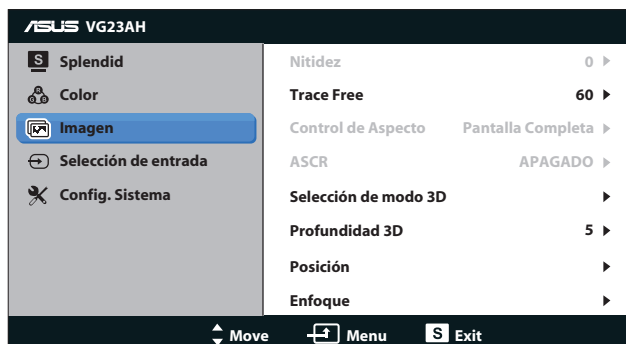 ASUS VG23AH
S Splendid
R G B Color
Imagen
Selección de entrada
Config. Sistema
Nitidez 0
Trace Free 60
Control de Aspecto Pantalla Completa
ASCR APAGADO
Selección de modo 3D
Profundidad 3D 5
Posición
Enfoque
Move Menu S Exit